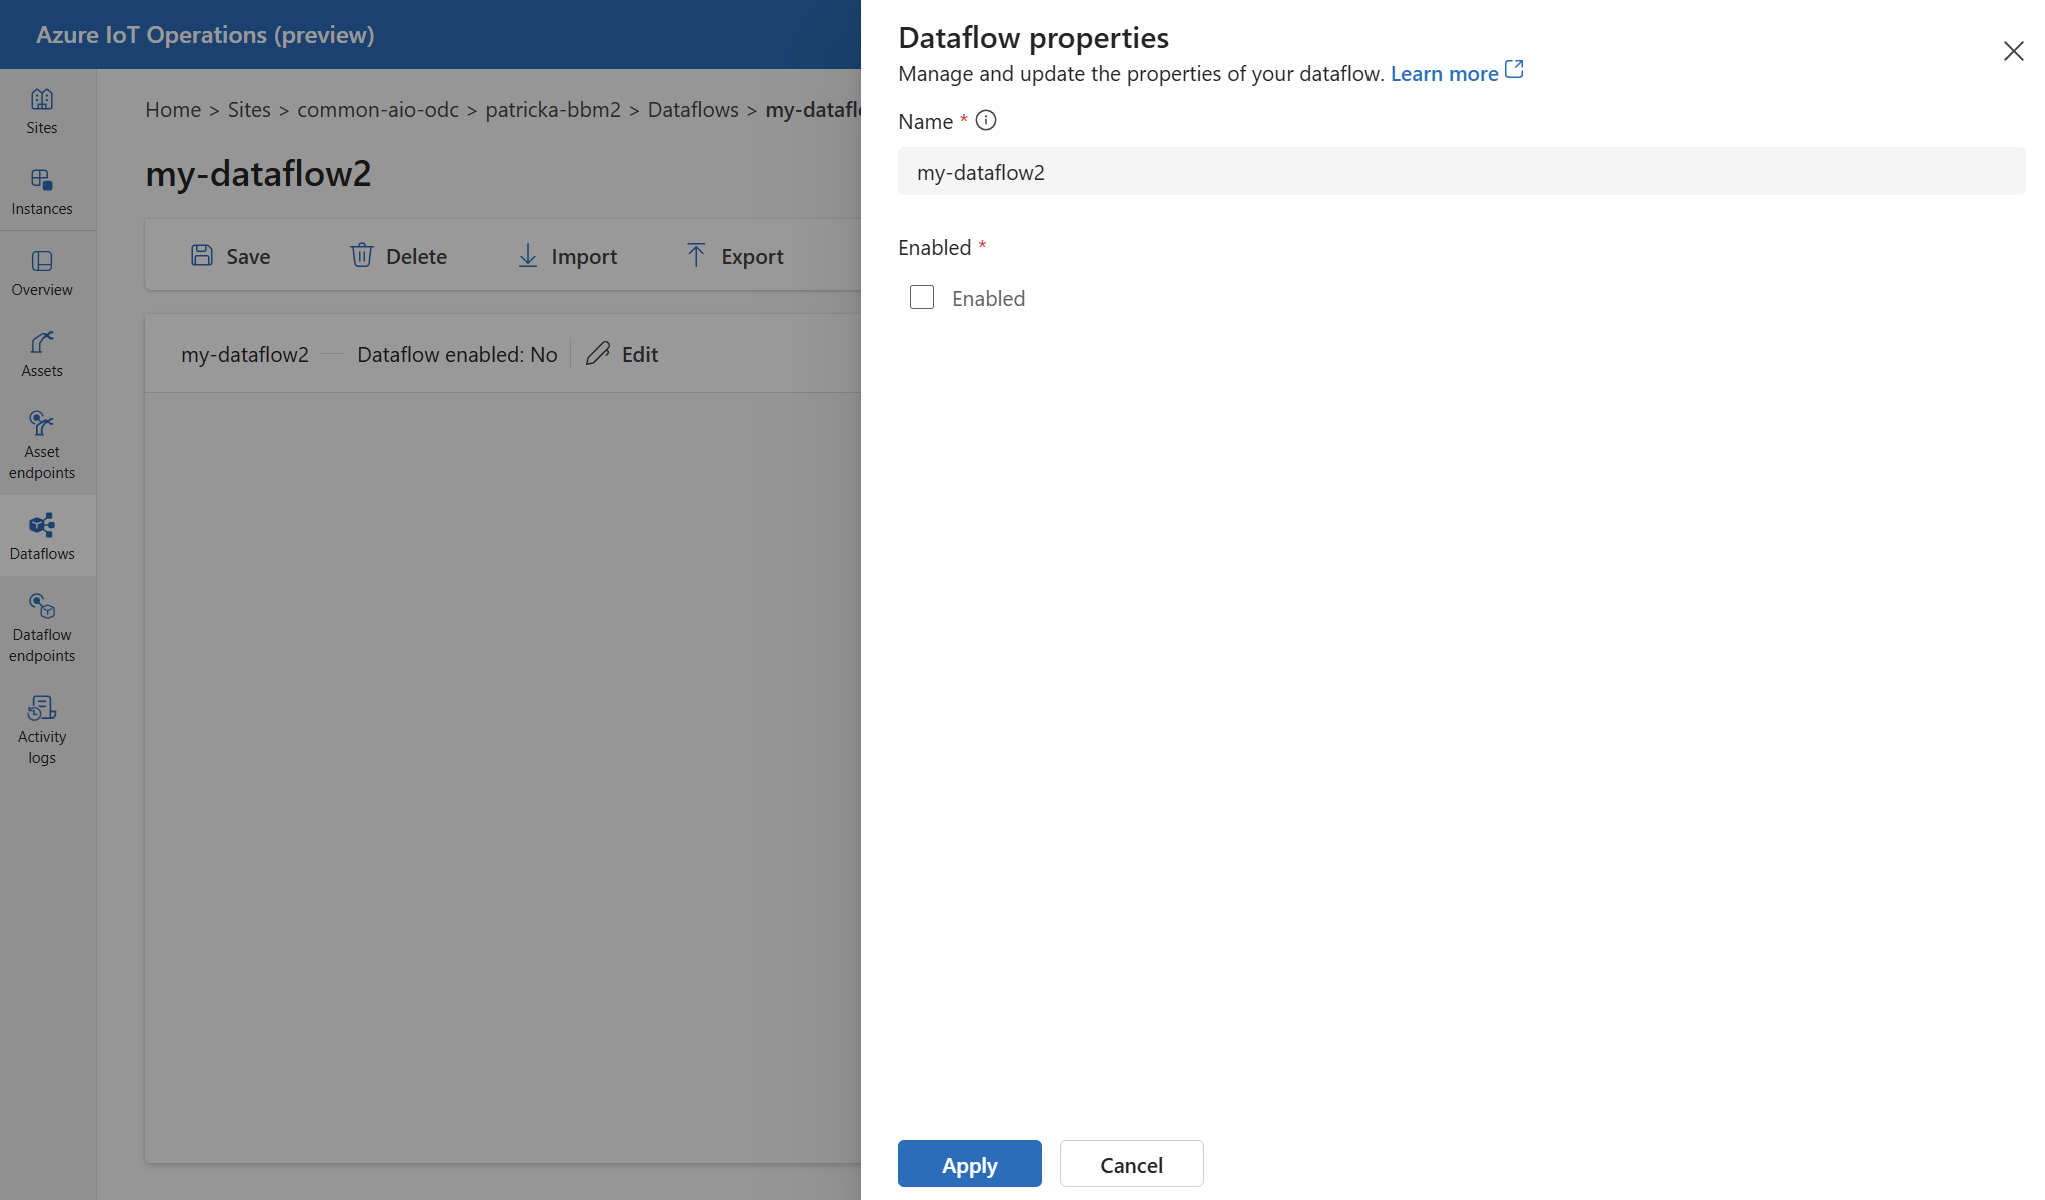 Azure IoT Operations (preview)
Sites
Instances
Overview
Assets
Asset
endpoints
Dataflows
Dataflow
endpoints
Activity
logs
Home > Sites > common-aio-odc > patricka-bbm2 > Dataflows > my-datafl
my-dataflow2
Save Delete Import Export
my-dataflow2 Dataflow enabled: No Edit
Dataflow properties
Manage and update the properties of your dataflow. Learn more
Name *
my-dataflow2
Enabled *
Enabled
Apply Cancel